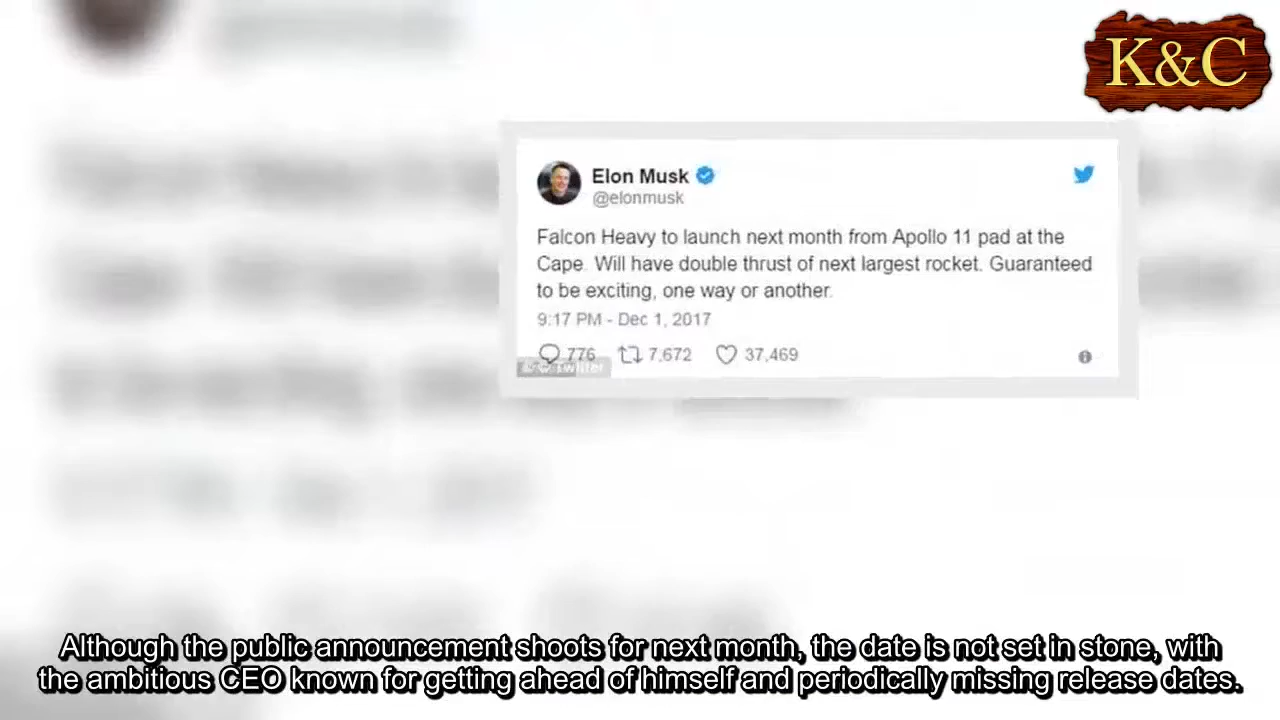 K&C
Elon Musk
@elonmusk
Falcon Heavy to launch next month from Apollo 11 pad at the
Cape. Will have double thrust of next largest rocket. Guaranteed
to be exciting, one way or another.
9:17 PM - Dec 1, 2017
776 7,672 37,469
© Twitter
Although the public announcement shoots for next month, the date is not set in stone, with
the ambitious CEO known for getting ahead of himself and periodically missing release dates.